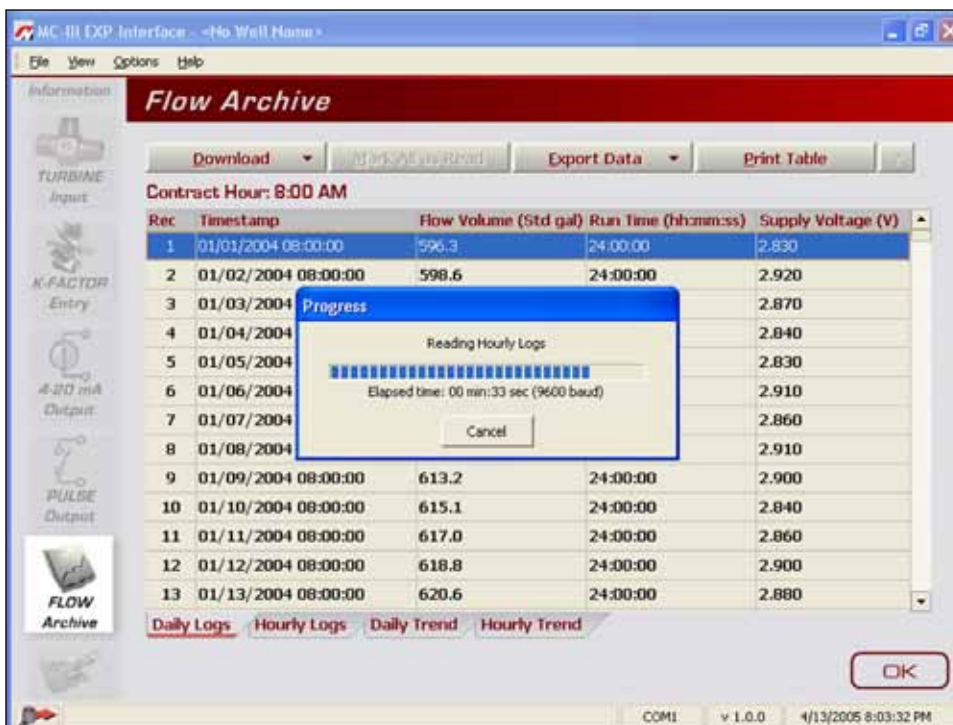 MC-III EXP Interface - <No Well Name>
File View Options Help
Information
Flow Archive
Download Mark All as Read Export Data Print Table
TURBINE
Input
Contract Hour: 8:00 AM
Rec Timestamp Flow Volume (Std gal) Run Time (hh:mm:ss) Supply Voltage (V)
1 01/01/2004 08:00:00 596.3 24:00:00 2.830
2 01/02/2004 08:00:00 598.6 24:00:00 2.920
K-FACTOR
Entry
3 01/03/2004 2.870
4 01/04/2004 2.840
5 01/05/2004 2.830
6 01/06/2004 2.910
7 01/07/2004 2.860
8 01/08/2004 2.910
Progress
Reading Hourly Logs
Elapsed time: 00 min:33 sec (9600 baud)
Cancel
4-20 mA
Output
9 01/09/2004 08:00:00 613.2 24:00:00 2.900
10 01/10/2004 08:00:00 615.1 24:00:00 2.840
11 01/11/2004 08:00:00 617.0 24:00:00 2.860
12 01/12/2004 08:00:00 618.8 24:00:00 2.900
13 01/13/2004 08:00:00 620.6 24:00:00 2.880
PULSE
Output
FLOW
Archive
Daily Logs Hourly Logs Daily Trend Hourly Trend
OK
COM1 v 1.0.0 4/13/2005 8:03:32 PM